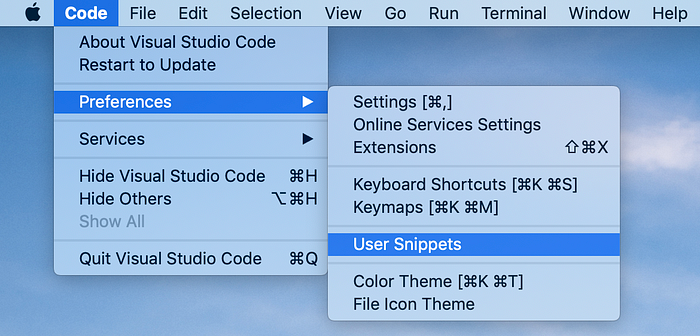 Code File Edit Selection View Go Run Terminal Window Help
About Visual Studio Code
Restart to Update
Preferences ▶
Services ▶
Hide Visual Studio Code ⌘H
Hide Others ⌥⌘H
Show All
Quit Visual Studio Code ⌘Q
Settings [⌘,]
Online Services Settings
Extensions ⇧⌘X
Keyboard Shortcuts [⌘K ⌘S]
Keymaps [⌘K ⌘M]
User Snippets
Color Theme [⌘K ⌘T]
File Icon Theme